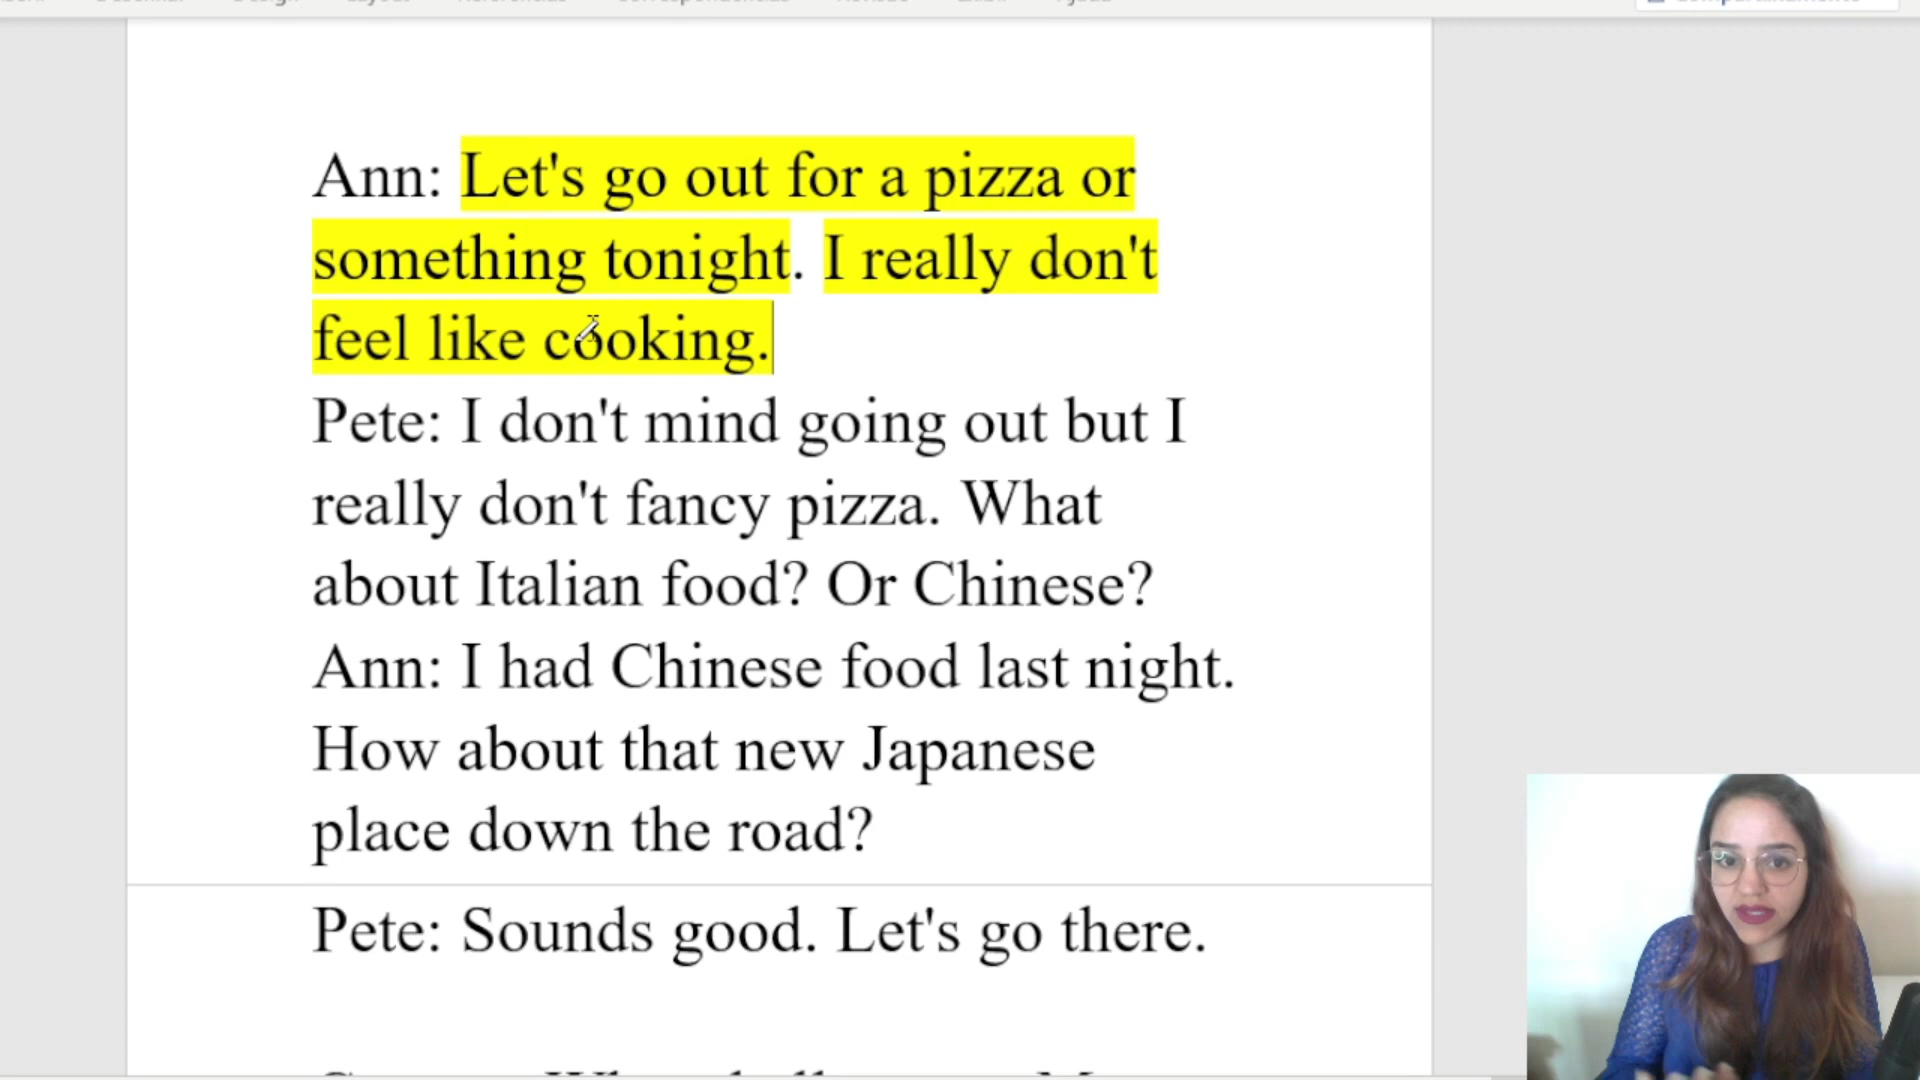 Ann: Let's go out for a pizza or
something tonight. I really don't
feel like cooking.
Pete: I don't mind going out but I
really don't fancy pizza. What
about Italian food? Or Chinese?
Ann: I had Chinese food last night.
How about that new Japanese
place down the road?
Pete: Sounds good. Let's go there.